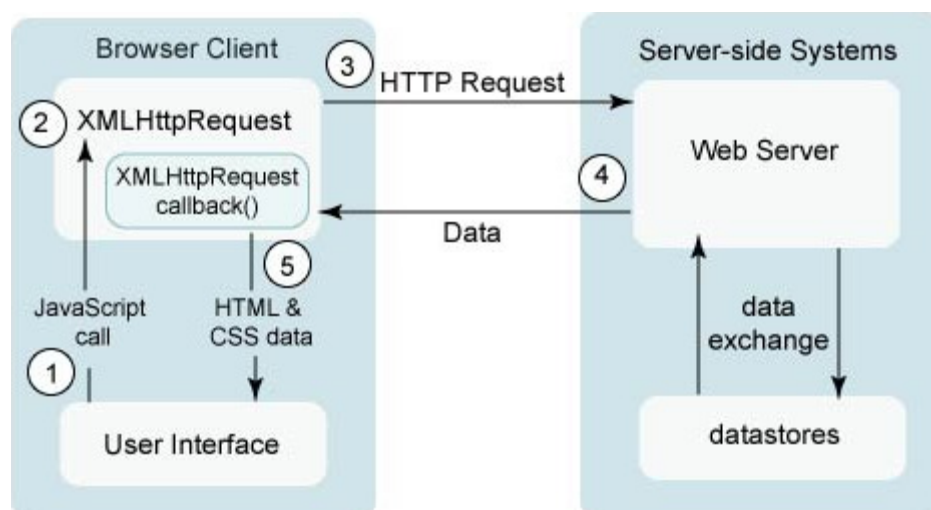 Browser Client
Server-side Systems
3
HTTP Request
2
XMLHttpRequest
Web Server
XMLHttpRequest
callback()
4
Data
5
JavaScript
call
HTML &
CSS data
data
exchange
1
User Interface
datastores